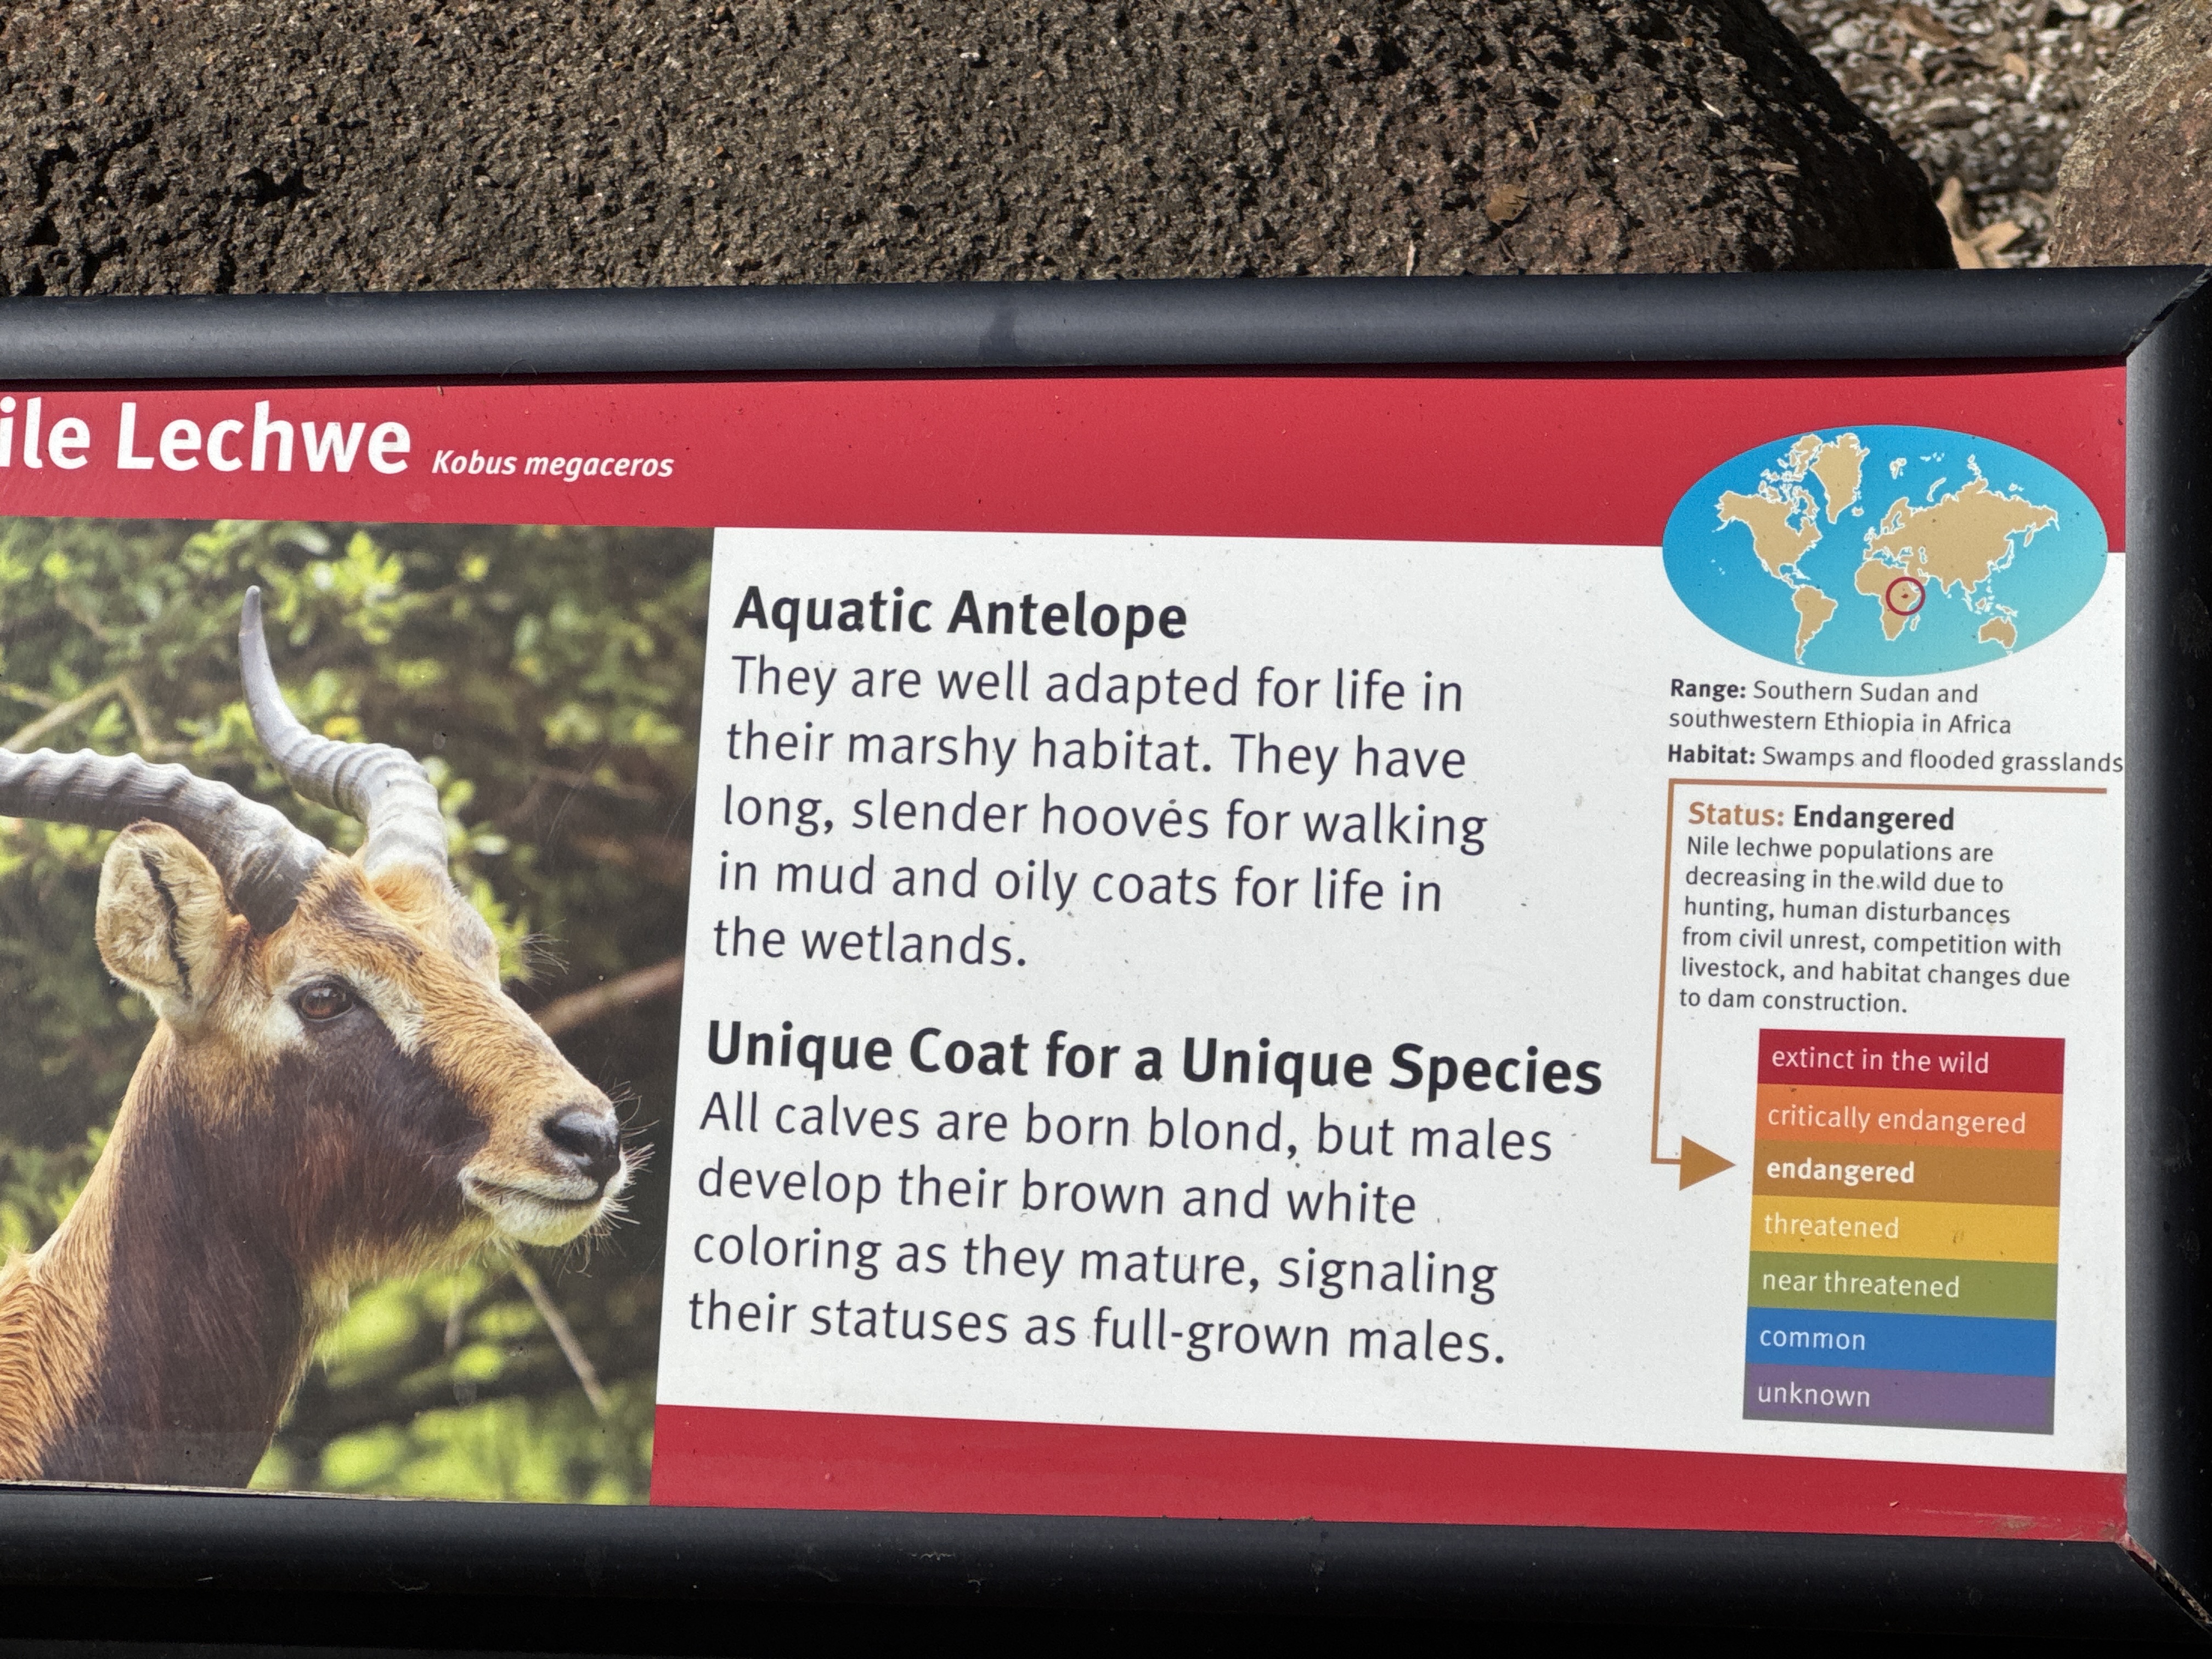 ile Lechwe Kobus megaceros
Aquatic Antelope
They are well adapted for life in
their marshy habitat. They have
long, slender hooves for walking
in mud and oily coats for life in
the wetlands.
Unique Coat for a Unique Species
All calves are born blond, but males
develop their brown and white
coloring as they mature, signaling
their statuses as full-grown males.
Range: Southern Sudan and
southwestern Ethiopia in Africa
Habitat: Swamps and flooded grasslands
Status: Endangered
Nile lechwe populations are
decreasing in the wild due to
hunting, human disturbances
from civil unrest, competition with
livestock, and habitat changes due
to dam construction.
extinct in the wild
critically endangered
endangered
threatened
near threatened
common
unknown